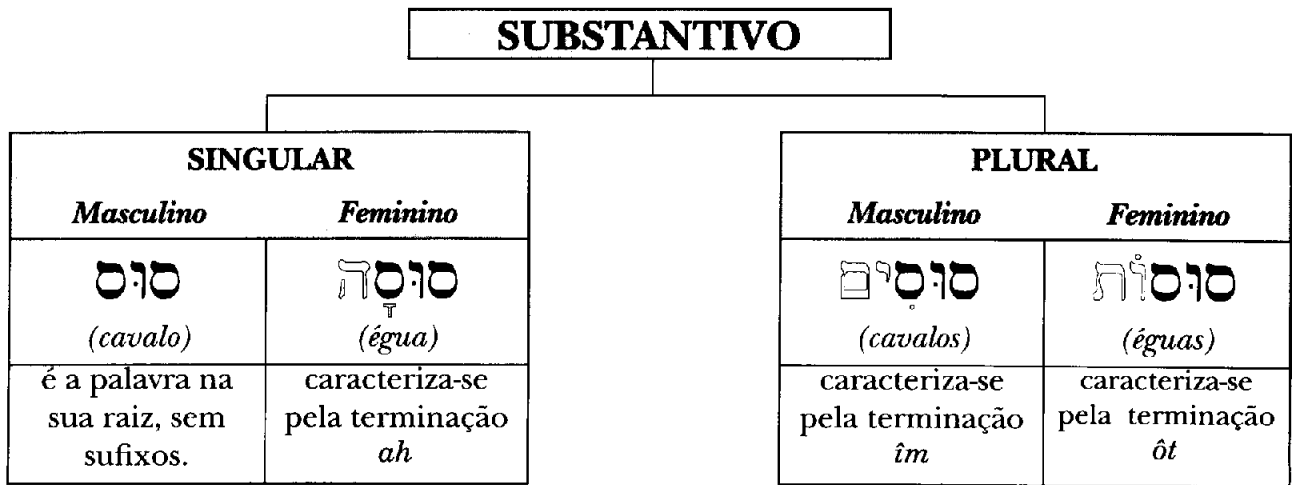 SUBSTANTIVO
SINGULAR
Masculino Feminino
סוּס סוּסָה
(cavalo) (égua)
é a palavra na
sua raiz, sem
sufixos.
caracteriza-se
pela terminação
ah
PLURAL
Masculino Feminino
סוּסִים סוּסוֹת
(cavalos) (éguas)
caracteriza-se
pela terminação
îm
caracteriza-se
pela terminação
ôt